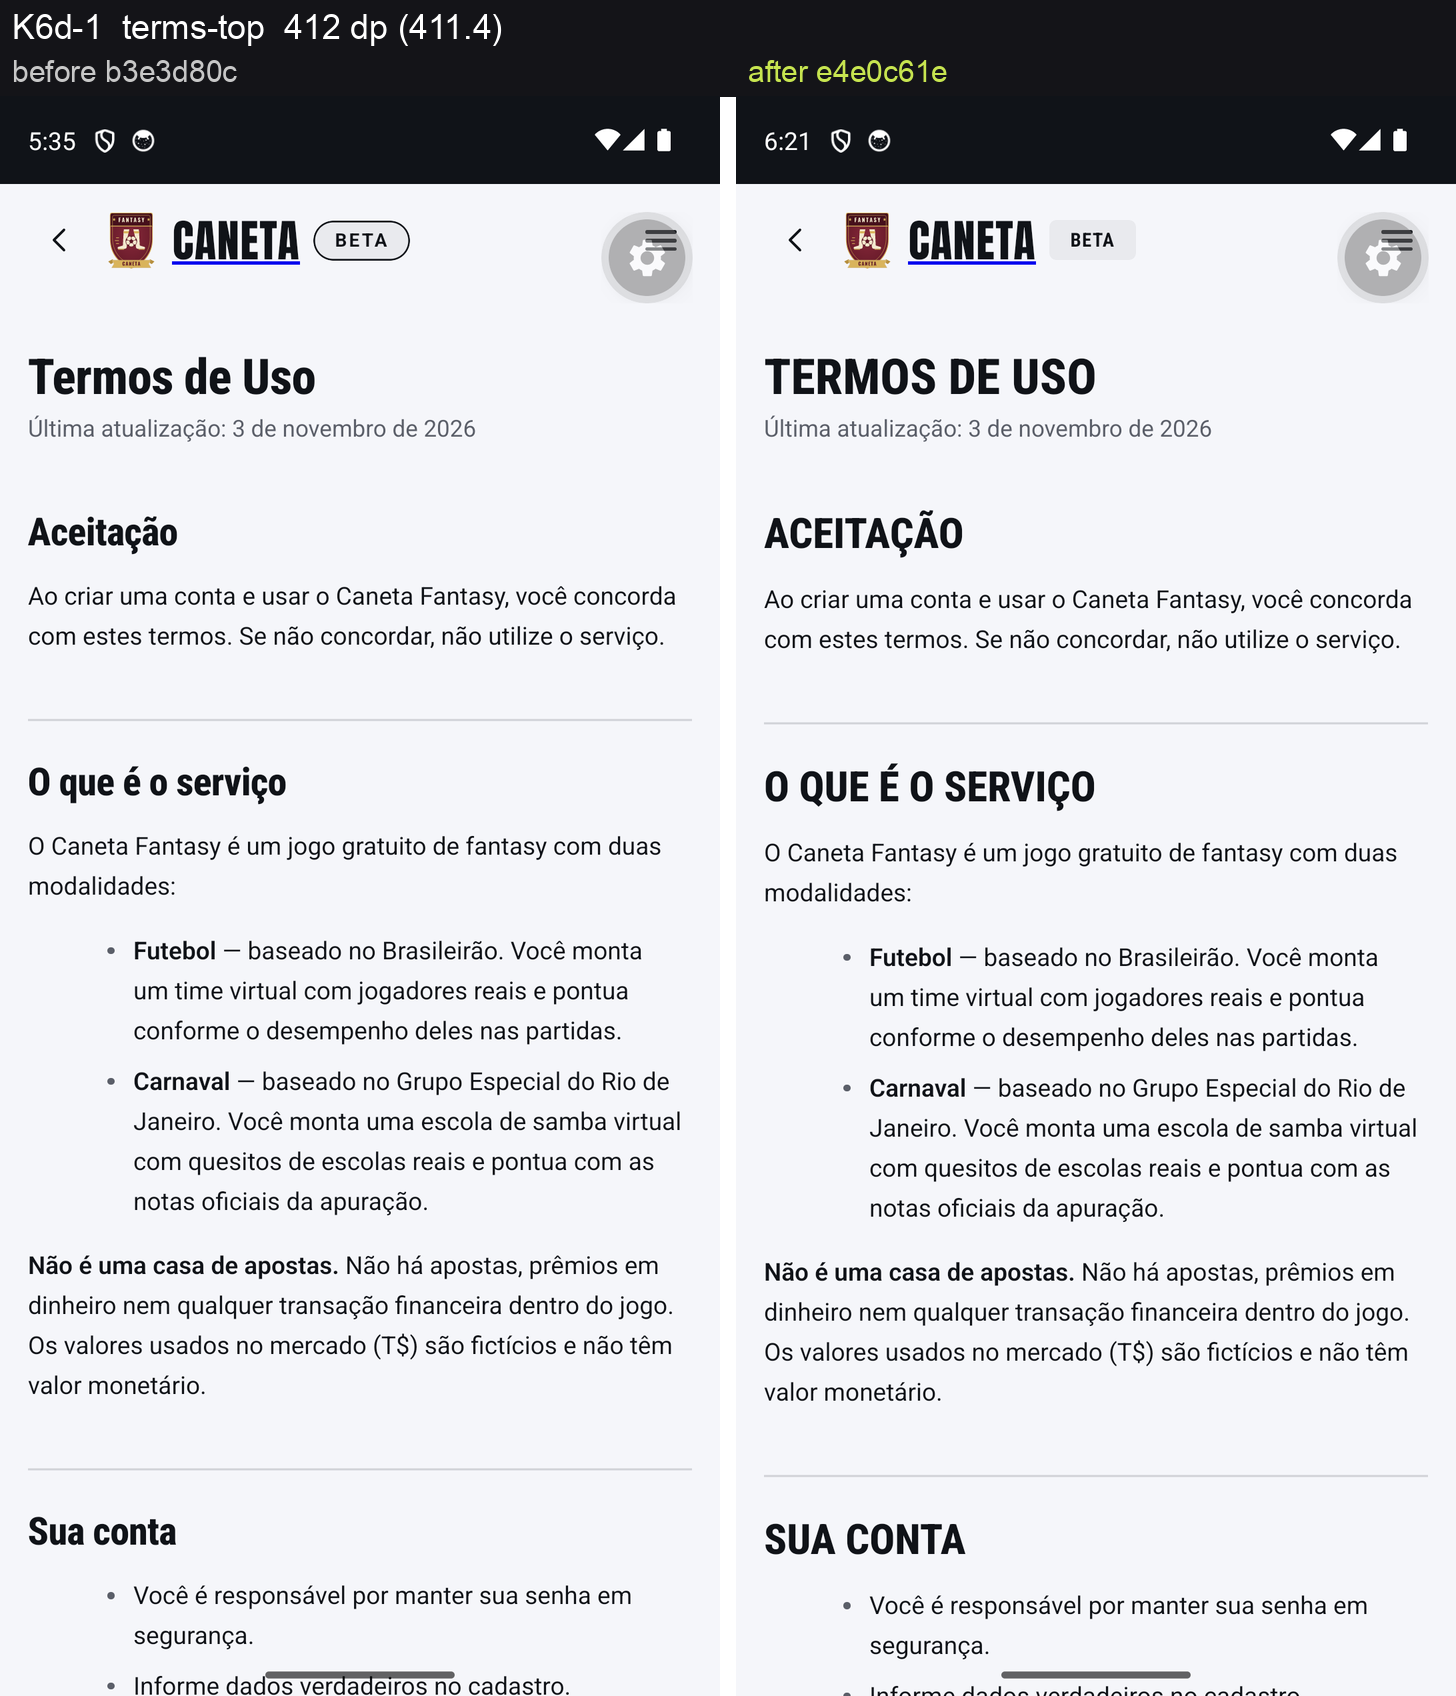 K6d-1 terms-top 412 dp (411.4)
before b3e3d80c
after e4e0c61e
5:35
FANTASY
CANETA
CANETA
BETA
Termos de Uso
Última atualização: 3 de novembro de 2026
Aceitação
Ao criar uma conta e usar o Caneta Fantasy, você concorda
com estes termos. Se não concordar, não utilize o serviço.
O que é o serviço
O Caneta Fantasy é um jogo gratuito de fantasy com duas
modalidades:
• Futebol — baseado no Brasileirão. Você monta
um time virtual com jogadores reais e pontua
conforme o desempenho deles nas partidas.
• Carnaval — baseado no Grupo Especial do Rio de
Janeiro. Você monta uma escola de samba virtual
com quesitos de escolas reais e pontua com as
notas oficiais da apuração.
Não é uma casa de apostas. Não há apostas, prêmios em
dinheiro nem qualquer transação financeira dentro do jogo.
Os valores usados no mercado (T$) são fictícios e não têm
valor monetário.
Sua conta
• Você é responsável por manter sua senha em
segurança.
• Informe dados verdadeiros no cadastro.
6:21
FANTASY
CANETA
CANETA
BETA
TERMOS DE USO
Última atualização: 3 de novembro de 2026
ACEITAÇÃO
Ao criar uma conta e usar o Caneta Fantasy, você concorda
com estes termos. Se não concordar, não utilize o serviço.
O QUE É O SERVIÇO
O Caneta Fantasy é um jogo gratuito de fantasy com duas
modalidades:
• Futebol — baseado no Brasileirão. Você monta
um time virtual com jogadores reais e pontua
conforme o desempenho deles nas partidas.
• Carnaval — baseado no Grupo Especial do Rio de
Janeiro. Você monta uma escola de samba virtual
com quesitos de escolas reais e pontua com as
notas oficiais da apuração.
Não é uma casa de apostas. Não há apostas, prêmios em
dinheiro nem qualquer transação financeira dentro do jogo.
Os valores usados no mercado (T$) são fictícios e não têm
valor monetário.
SUA CONTA
• Você é responsável por manter sua senha em
segurança.
• Informe dados verdadeiros no cadastro.